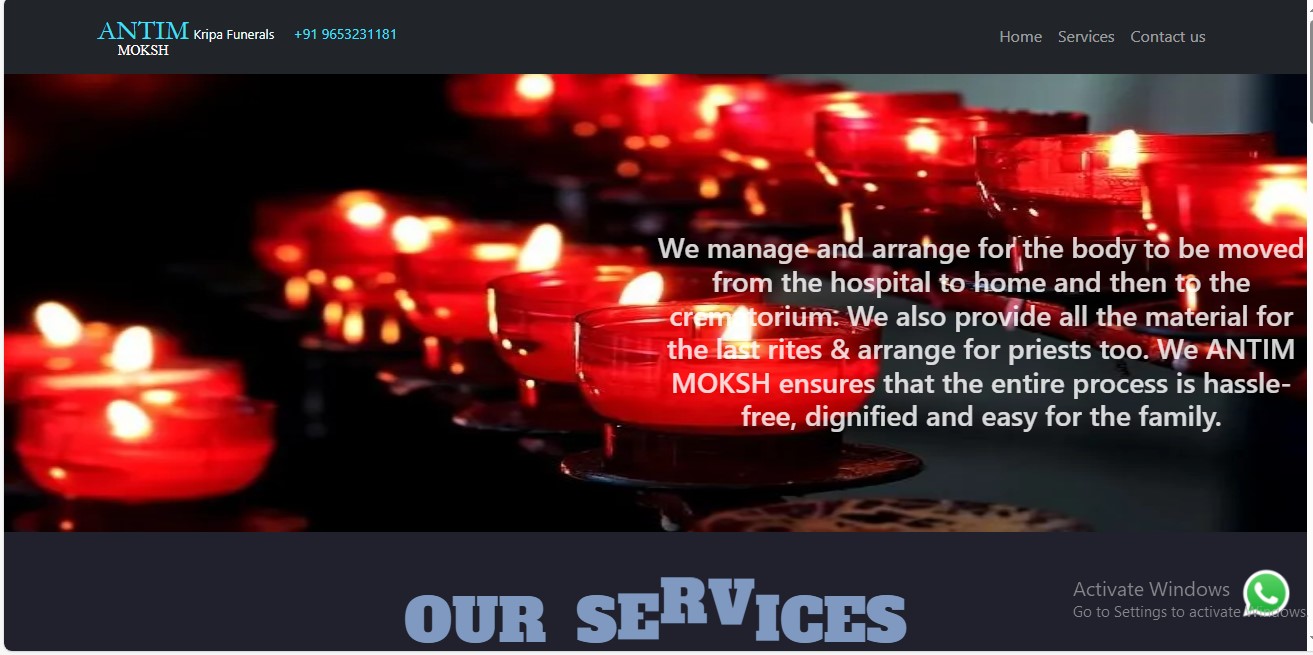 ANTIM Kripa Funerals +91 9653231181
MOKSH
Home Services Contact us
We manage and arrange for the body to be moved
from the hospital to home and then to the
crematorium. We also provide all the material for
the last rites & arrange for priests too. We ANTIM
MOKSH ensures that the entire process is hassle-
free, dignified and easy for the family.
OUR SERVICES
Activate Windows
Go to Settings to activate Windows